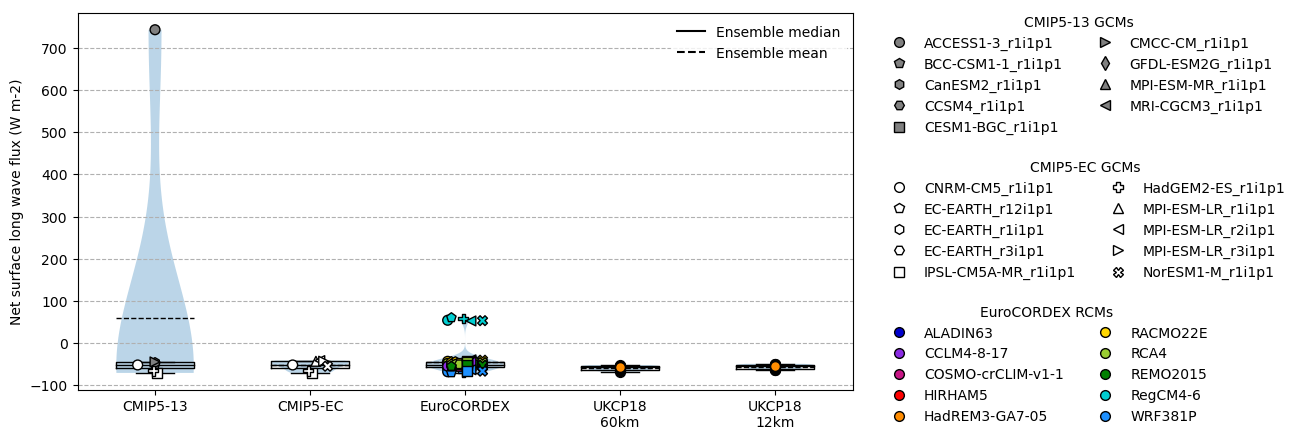 Net surface long wave flux (W m-2)
700
600
500
400
300
200
100
0
−100
CMIP5-13
CMIP5-EC
EuroCORDEX
UKCP18
60km
UKCP18
12km
Ensemble median
Ensemble mean
CMIP5-13 GCMs
ACCESS1-3_r1i1p1
BCC-CSM1-1_r1i1p1
CanESM2_r1i1p1
CCSM4_r1i1p1
CESM1-BGC_r1i1p1
CMCC-CM_r1i1p1
GFDL-ESM2G_r1i1p1
MPI-ESM-MR_r1i1p1
MRI-CGCM3_r1i1p1
CMIP5-EC GCMs
CNRM-CM5_r1i1p1
EC-EARTH_r12i1p1
EC-EARTH_r1i1p1
EC-EARTH_r3i1p1
IPSL-CM5A-MR_r1i1p1
HadGEM2-ES_r1i1p1
MPI-ESM-LR_r1i1p1
MPI-ESM-LR_r2i1p1
MPI-ESM-LR_r3i1p1
NorESM1-M_r1i1p1
EuroCORDEX RCMs
ALADIN63
CCLM4-8-17
COSMO-crCLIM-v1-1
HIRHAM5
HadREM3-GA7-05
RACMO22E
RCA4
REMO2015
RegCM4-6
WRF381P